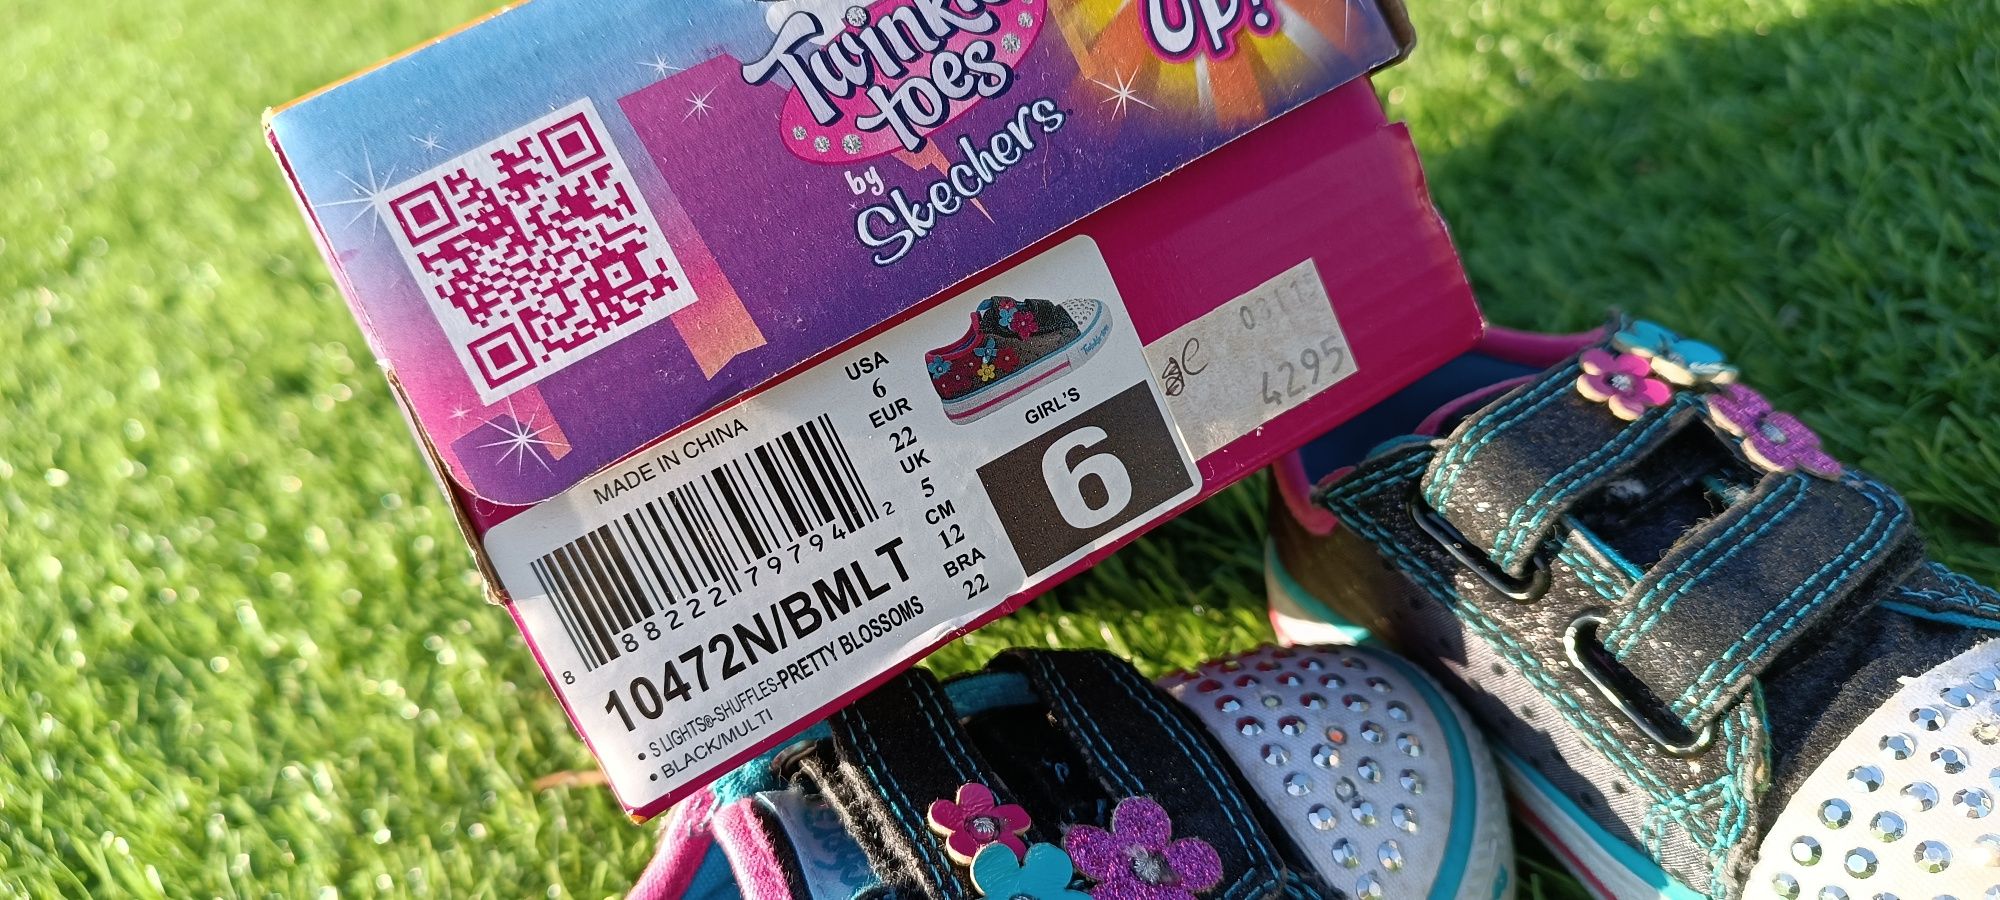 Twinkle
toes
by
Skechers
Up!
MADE IN CHINA
8 88222 79794 2
10472N/BMLT
• S LIGHTS®-SHUFFLES-PRETTY BLOSSOMS
• BLACK/MULTI
USA
6
EUR
22
UK
5
CM
12
BRA
22
GIRL'S
6
4295